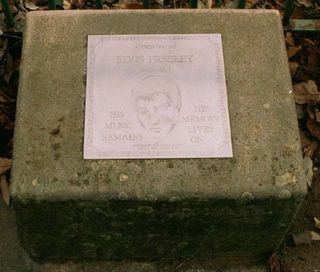 A TRIBUTE TO
ELVIS PRESLEY
HIS MUSIC REMAINS
HIS MEMORY LIVES ON